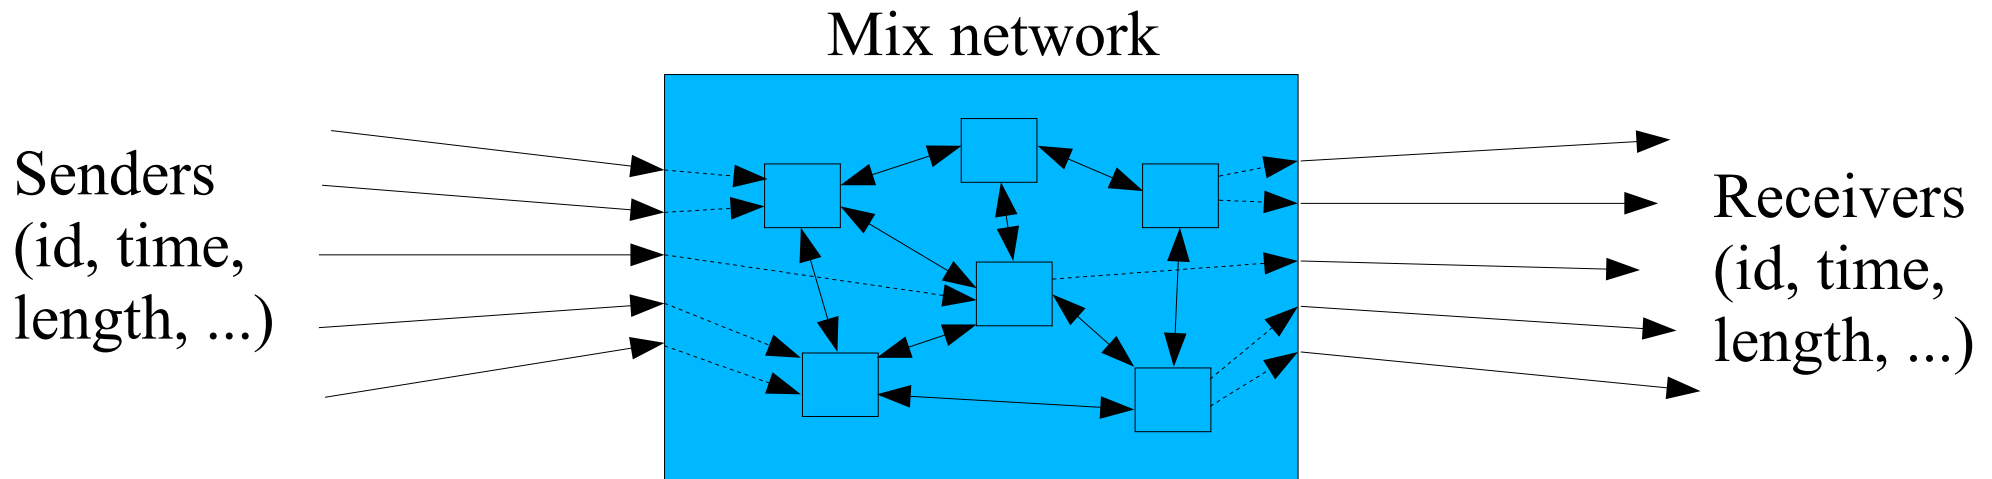 Mix network
Senders
(id, time,
length, ...)
Receivers
(id, time,
length, ...)